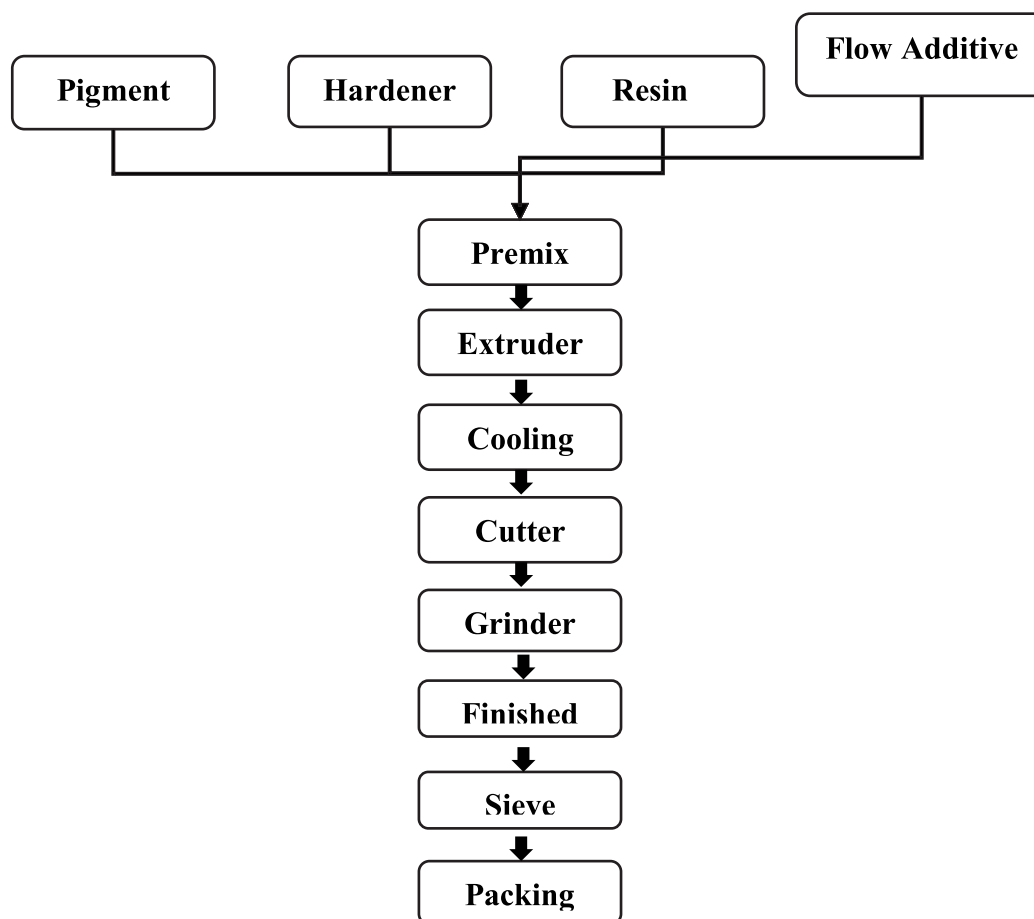 Pigment
Hardener
Resin
Flow Additive
Premix
Extruder
Cooling
Cutter
Grinder
Finished
Sieve
Packing